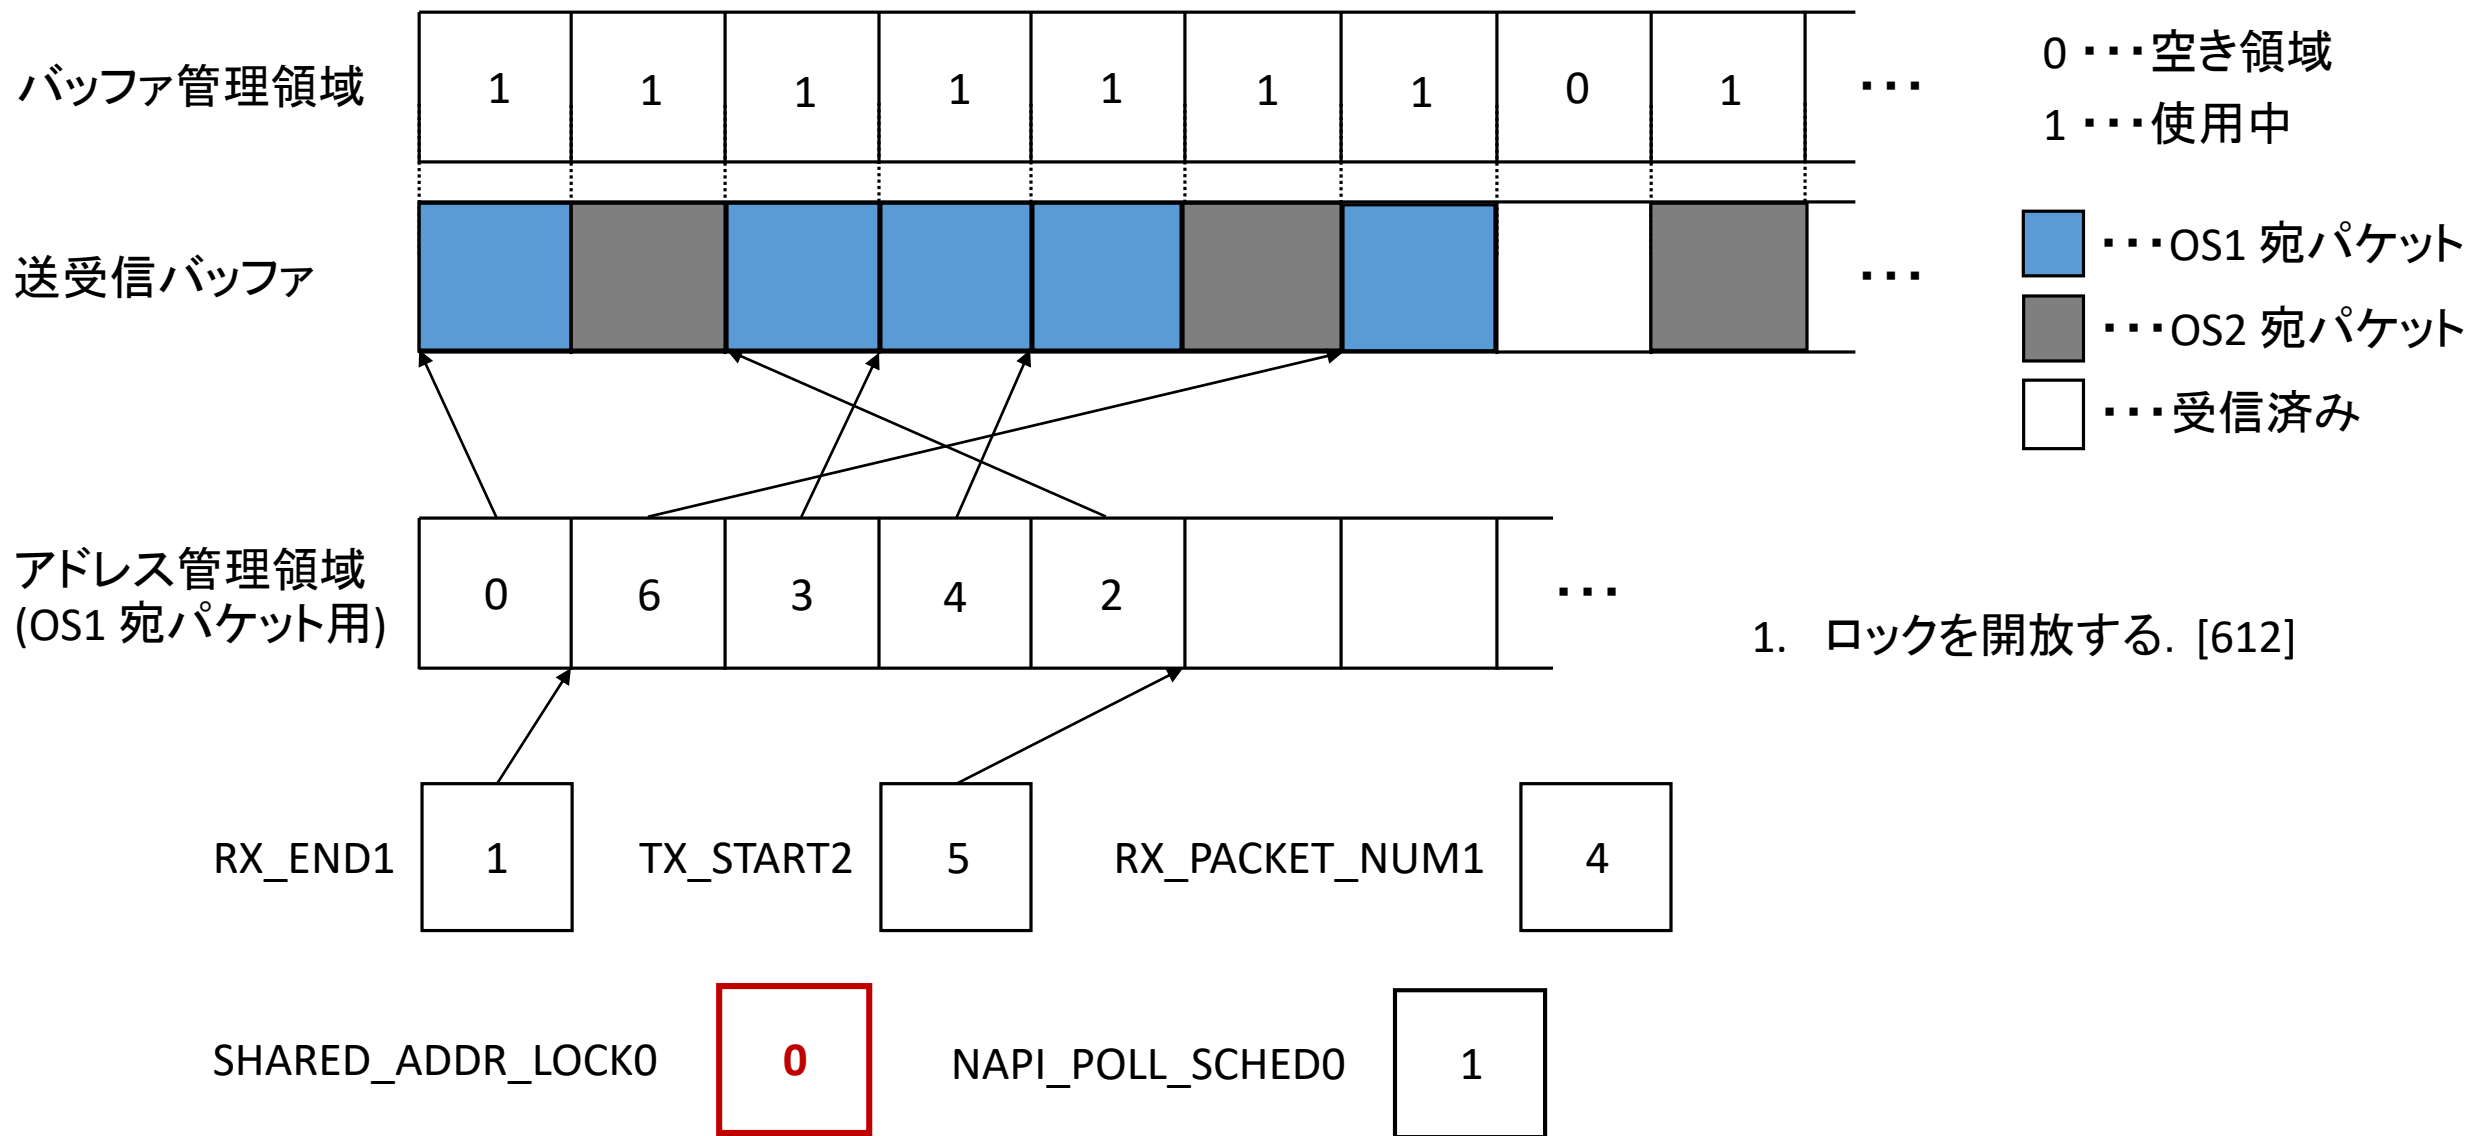 バッファ管理領域
1 1 1 1 1 1 1 0 1 ・・・
0 ・・・空き領域
1 ・・・使用中
送受信バッファ
・・・
・・・OS1 宛パケット
・・・OS2 宛パケット
・・・受信済み
アドレス管理領域
(OS1 宛パケット用)
0 6 3 4 2 ・・・
1. ロックを開放する. [612]
RX_END1 1 TX_START2 5 RX_PACKET_NUM1 4
SHARED_ADDR_LOCK0 0 NAPI_POLL_SCHED0 1